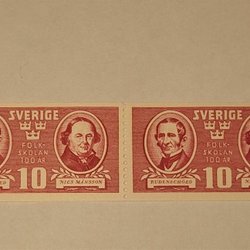 SVERIGE
FOLK-
SKOLAN
100 ÅR
10
NILS MÅNSSON
SVERIGE
FOLK-
SKOLAN
100 ÅR
RUDENSCHÖLD
10